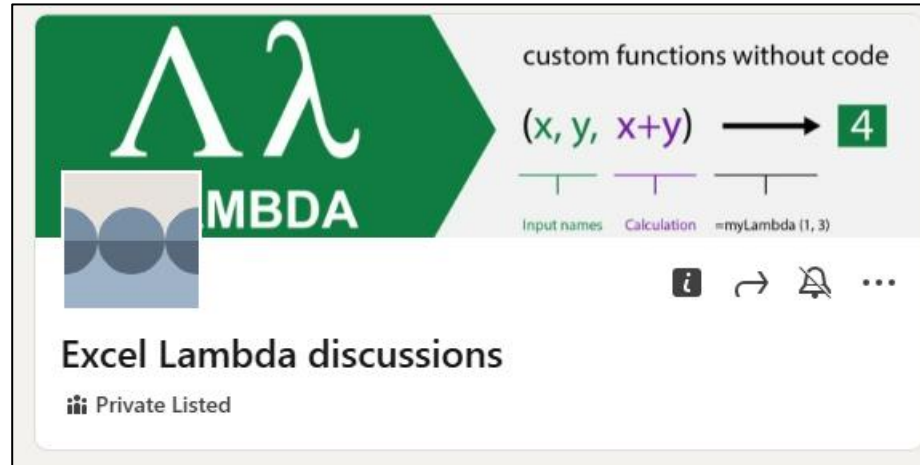 Λλ
MBDA
custom functions without code
(x, y, x+y) 4
Input names Calculation =myLambda (1, 3)
Excel Lambda discussions
Private Listed